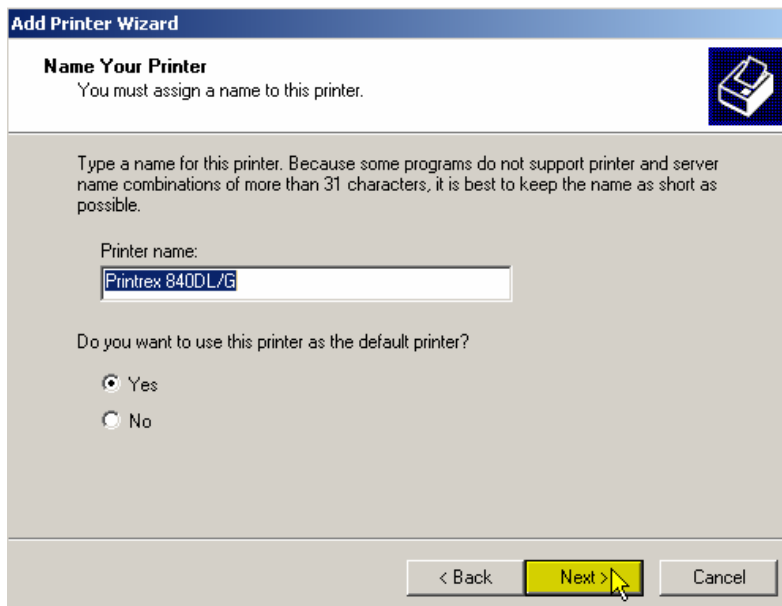 Add Printer Wizard
Name Your Printer
You must assign a name to this printer.
Type a name for this printer. Because some programs do not support printer and server
name combinations of more than 31 characters, it is best to keep the name as short as
possible.
Printer name:
Printrex 840DL/G
Do you want to use this printer as the default printer?
Yes
No
< Back Next > Cancel